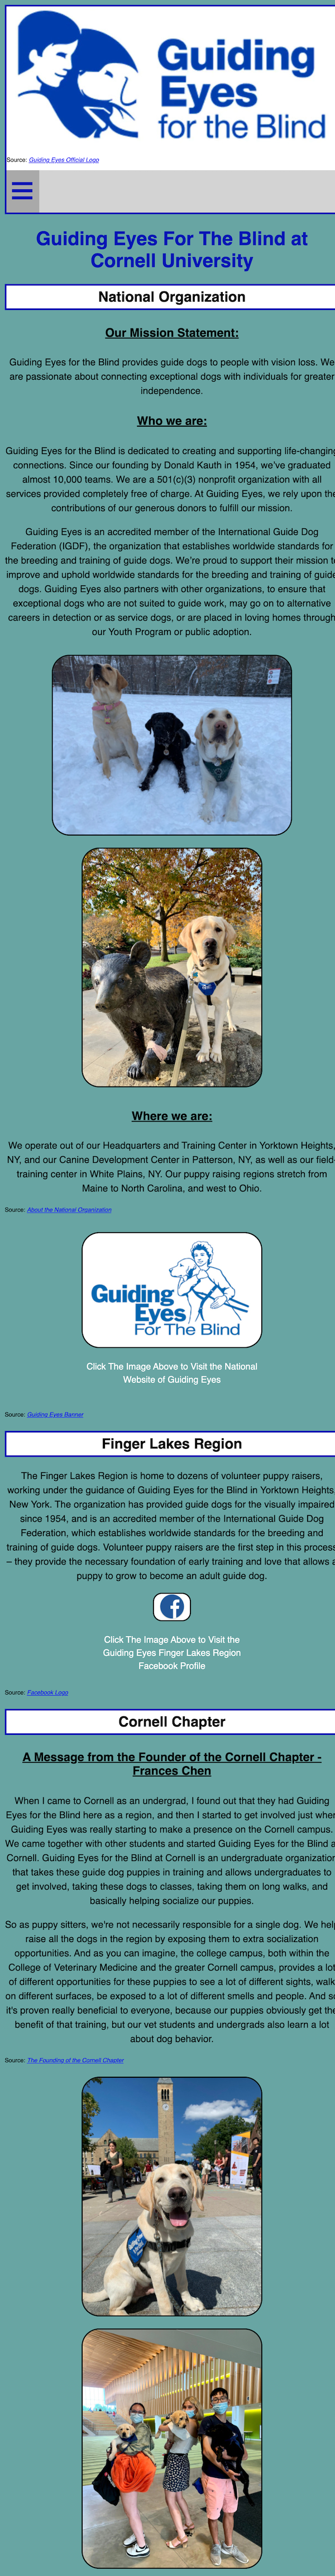 Guiding
Eyes
for the Blind
Source: Guiding Eyes Official Logo
Guiding Eyes For The Blind at
Cornell University
National Organization
Our Mission Statement:
Guiding Eyes for the Blind provides guide dogs to people with vision loss. We
are passionate about connecting exceptional dogs with individuals for greater
independence.
Who we are:
Guiding Eyes for the Blind is dedicated to creating and supporting life-changing
connections. Since our founding by Donald Kauth in 1954, we've graduated
almost 10,000 teams. We are a 501(c)(3) nonprofit organization with all
services provided completely free of charge. At Guiding Eyes, we rely upon the
contributions of our generous donors to fulfill our mission.
Guiding Eyes is an accredited member of the International Guide Dog
Federation (IGDF), the organization that establishes worldwide standards for
the breeding and training of guide dogs. We're proud to support their mission to
improve and uphold worldwide standards for the breeding and training of guide
dogs. Guiding Eyes also partners with other organizations, to ensure that
exceptional dogs who are not suited to guide work, may go on to alternative
careers in detection or as service dogs, or are placed in loving homes through
our Youth Program or public adoption.
Where we are:
We operate out of our Headquarters and Training Center in Yorktown Heights,
NY, and our Canine Development Center in Patterson, NY, as well as our field-
training center in White Plains, NY. Our puppy raising regions stretch from
Maine to North Carolina, and west to Ohio.
Source: About the National Organization
Guiding
Eyes
For The Blind
Click The Image Above to Visit the National
Website of Guiding Eyes
Source: Guiding Eyes Banner
Finger Lakes Region
The Finger Lakes Region is home to dozens of volunteer puppy raisers,
working under the guidance of Guiding Eyes for the Blind in Yorktown Heights,
New York. The organization has provided guide dogs for the visually impaired
since 1954, and is an accredited member of the International Guide Dog
Federation, which establishes worldwide standards for the breeding and
training of guide dogs. Volunteer puppy raisers are the first step in this process
– they provide the necessary foundation of early training and love that allows a
puppy to grow to become an adult guide dog.
Click The Image Above to Visit the
Guiding Eyes Finger Lakes Region
Facebook Profile
Source: Facebook Logo
Cornell Chapter
A Message from the Founder of the Cornell Chapter -
Frances Chen
When I came to Cornell as an undergrad, I found out that they had Guiding
Eyes for the Blind here as a region, and then I started to get involved just when
Guiding Eyes was really starting to make a presence on the Cornell campus.
We came together with other students and started Guiding Eyes for the Blind at
Cornell. Guiding Eyes for the Blind at Cornell is an undergraduate organization
that takes these guide dog puppies in training and allows undergraduates to
get involved, taking these dogs to classes, taking them on long walks, and
basically helping socialize our puppies.
So as puppy sitters, we're not necessarily responsible for a single dog. We help
raise all the dogs in the region by exposing them to extra socialization
opportunities. And as you can imagine, the college campus, both within the
College of Veterinary Medicine and the greater Cornell campus, provides a lot
of different opportunities for these puppies to see a lot of different sights, walk
on different surfaces, be exposed to a lot of different smells and people. And so
it's proven really beneficial to everyone, because our puppies obviously get the
benefit of that training, but our vet students and undergrads also learn a lot
about dog behavior.
Source: The Founding of the Cornell Chapter